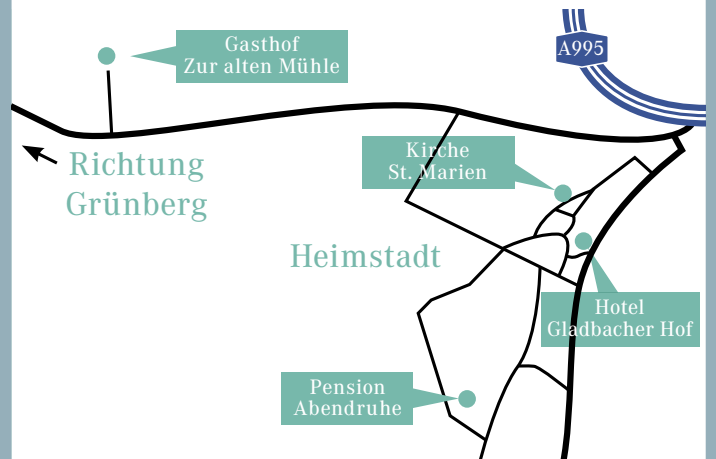 Gasthof
Zur alten Mühle
A995
Kirche
St. Marien
Richtung
Grünberg
Heimstadt
Hotel
Gladbacher Hof
Pension
Abendruhe